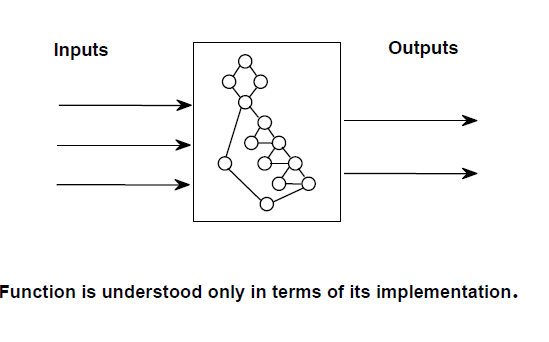 Inputs
Outputs
Function is understood only in terms of its implementation.